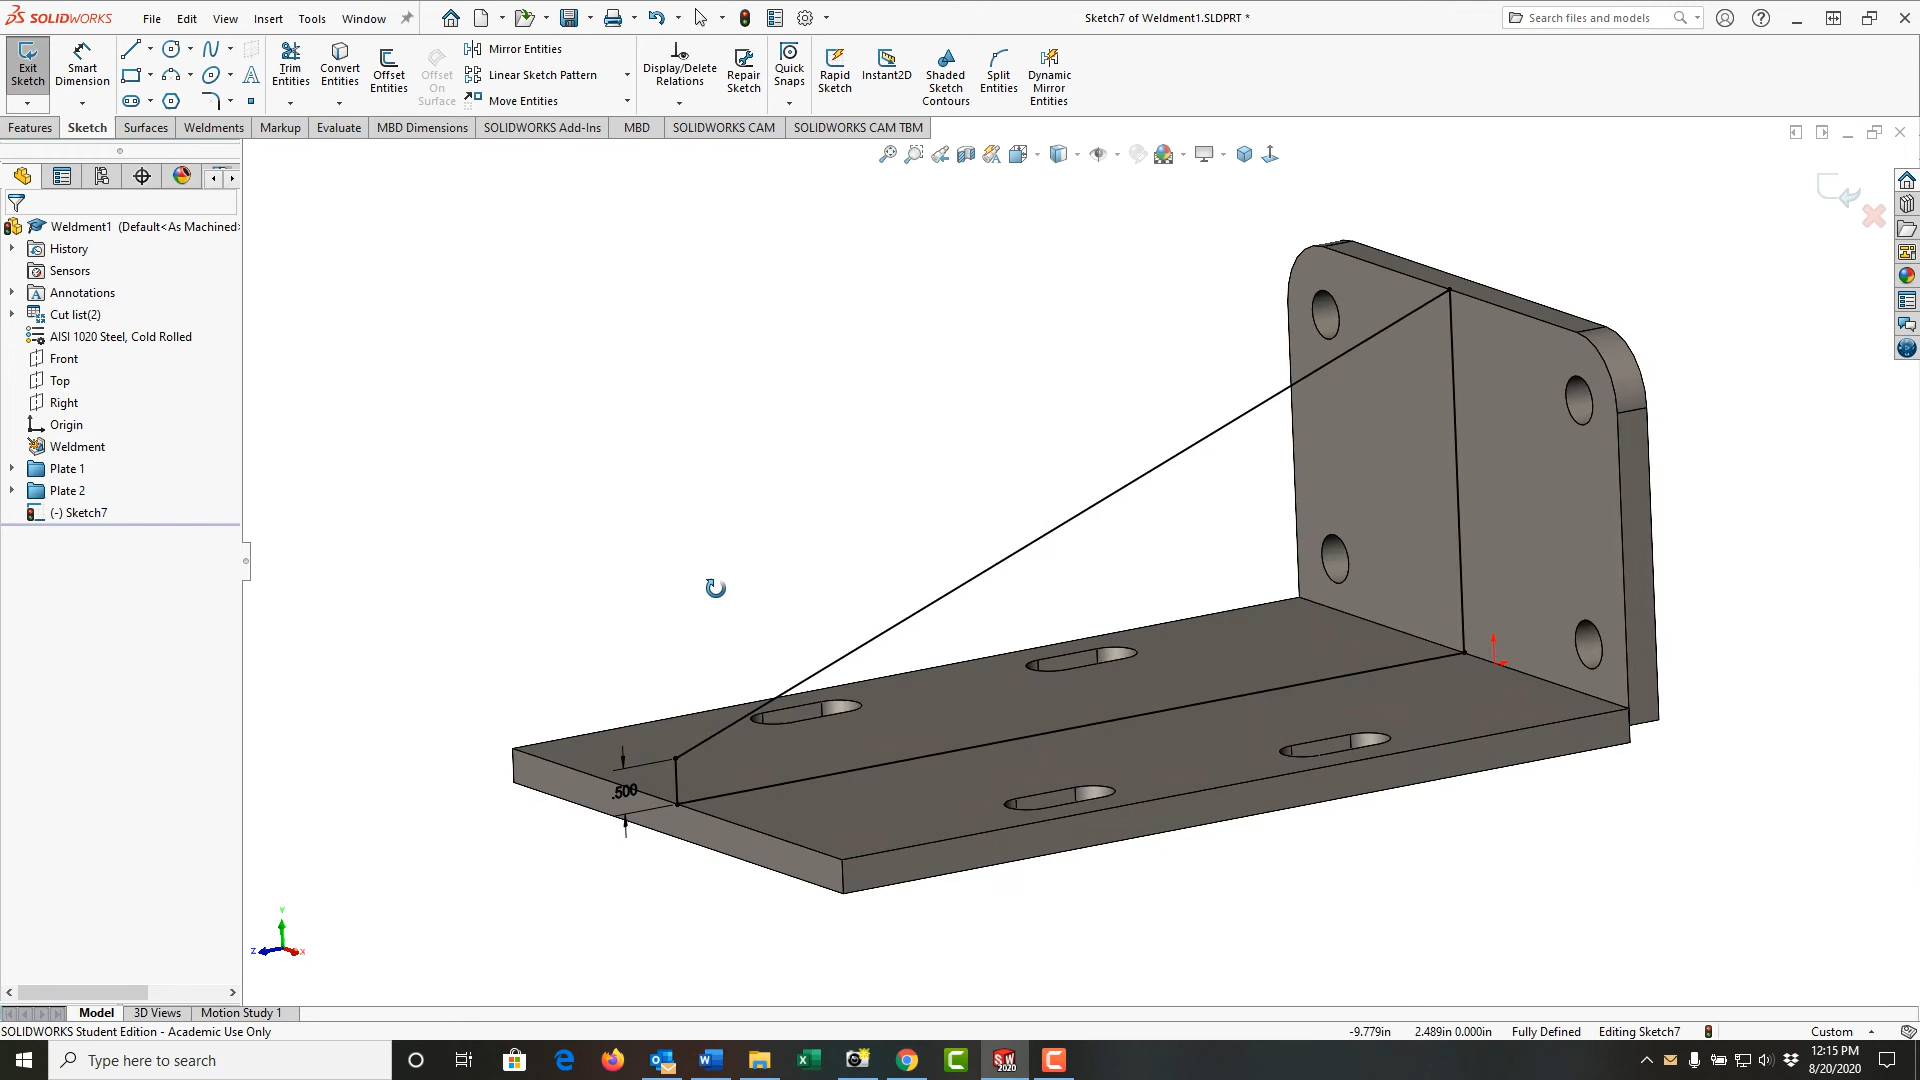 SOLIDWORKS File Edit View Insert Tools Window Sketch7 of Weldment1.SLDPRT * Search files and models
Exit Sketch
Smart Dimension
Trim Entities
Convert Entities
Offset Entities
Offset On Surface
Mirror Entities
Linear Sketch Pattern
Move Entities
Display/Delete Relations
Repair Sketch
Quick Snaps
Rapid Sketch
Instant2D
Shaded Sketch Contours
Split Entities
Dynamic Mirror Entities
Features Sketch Surfaces Weldments Markup Evaluate MBD Dimensions SOLIDWORKS Add-Ins MBD SOLIDWORKS CAM SOLIDWORKS CAM TBM
Weldment1 (Default<As Machined>
History
Sensors
Annotations
Cut list(2)
AISI 1020 Steel, Cold Rolled
Front
Top
Right
Origin
Weldment
Plate 1
Plate 2
(-) Sketch7
.500
Y
Z X
Model 3D Views Motion Study 1
SOLIDWORKS Student Edition - Academic Use Only -9.779in 2.489in 0.000in Fully Defined Editing Sketch7 Custom
Type here to search
12:15 PM
8/20/2020